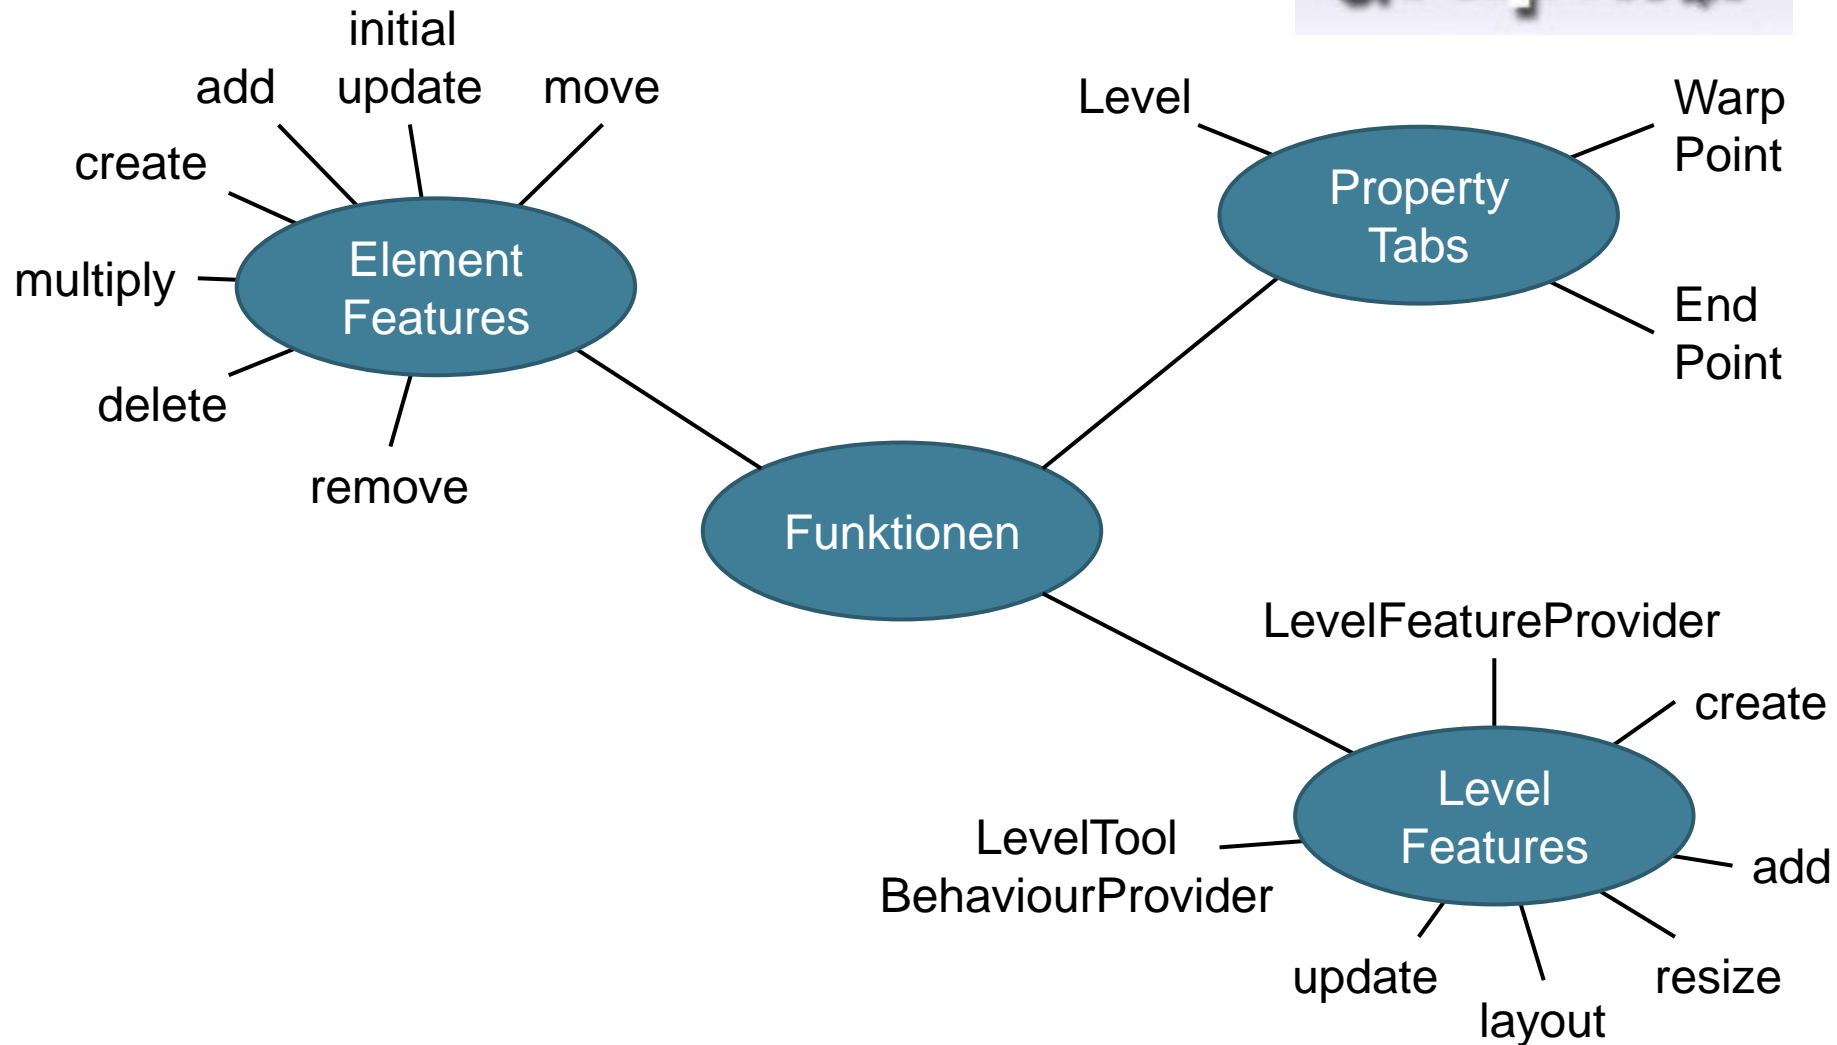 initial
update
add
move
create
multiply
delete
remove
Element
Features
Level
Warp
Point
Property
Tabs
End
Point
Funktionen
LevelFeatureProvider
create
Level
Features
LevelTool
BehaviourProvider
add
update
resize
layout